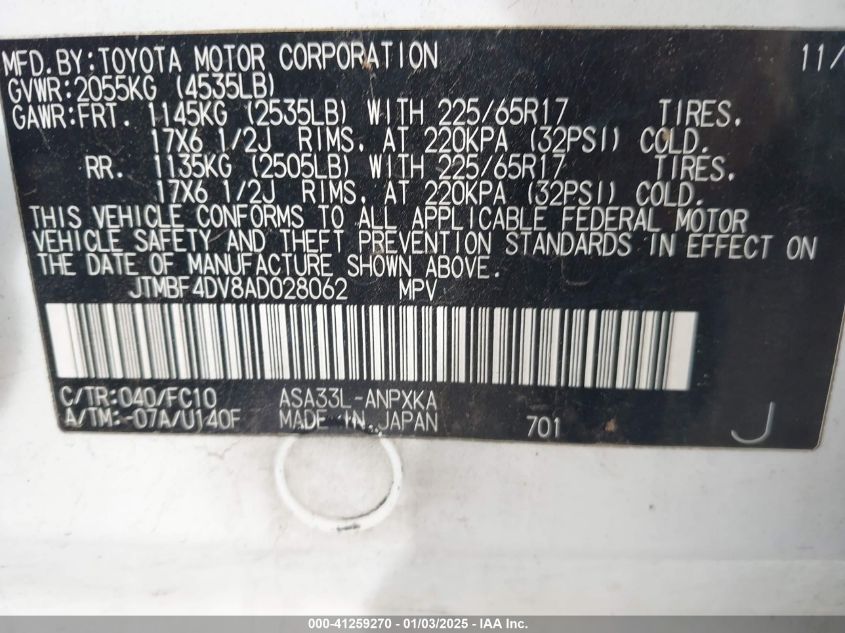 MFD.BY:TOYOTA MOTOR CORPORATION 11/
GVWR:2055KG (4535LB)
GAWR:FRT. 1145KG (2535LB) WITH 225/65R17 TIRES,
17X6 1/2J RIMS, AT 220KPA (32PSI) COLD.
RR. 1135KG (2505LB) WITH 225/65R17 TIRES,
17X6 1/2J RIMS, AT 220KPA (32PSI) COLD.
THIS VEHICLE CONFORMS TO ALL APPLICABLE FEDERAL MOTOR
VEHICLE SAFETY AND THEFT PREVENTION STANDARDS IN EFFECT ON
THE DATE OF MANUFACTURE SHOWN ABOVE.
JTMBF4DV8AD028062 MPV
C/TR:040/FC10 ASA33L-ANPXKA
A/TM:-07A/U140F MADE IN JAPAN 701 J
000-41259270 - 01/03/2025 - IAA Inc.